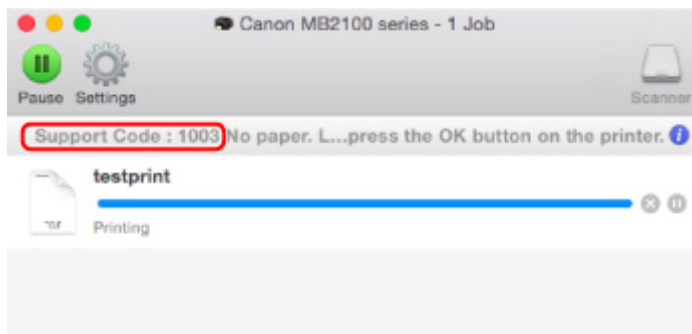 Canon MB2100 series - 1 Job
Pause Settings
Scanner
Support Code : 1003 No paper. L...press the OK button on the printer.
testprint
Printing